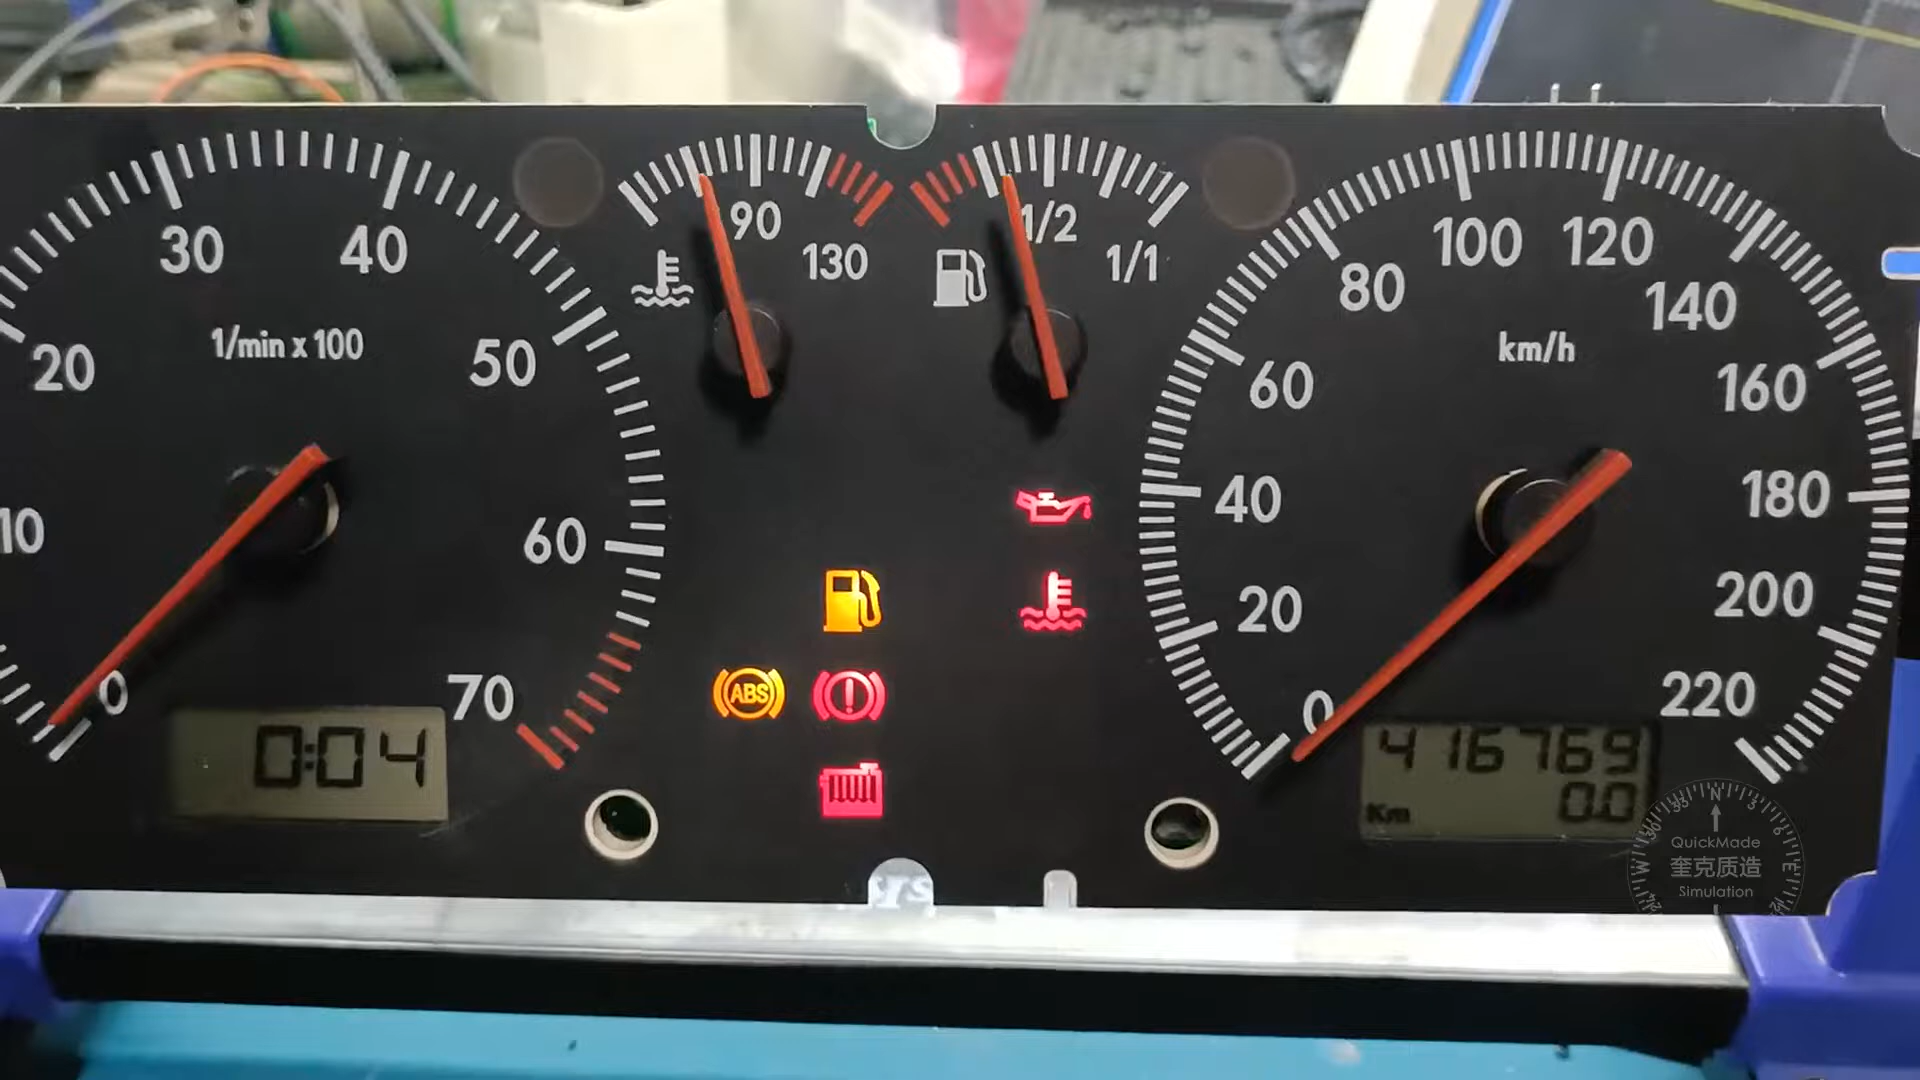 10
20
30
40
50
60
70
0
1/min x 100
0:04
90
130
1/2
1/1
ABS
0
20
40
60
80
100
120
140
160
180
200
220
km/h
416769
Km 0.0
N
E
W
QuickMade
奎克质造
Simulation